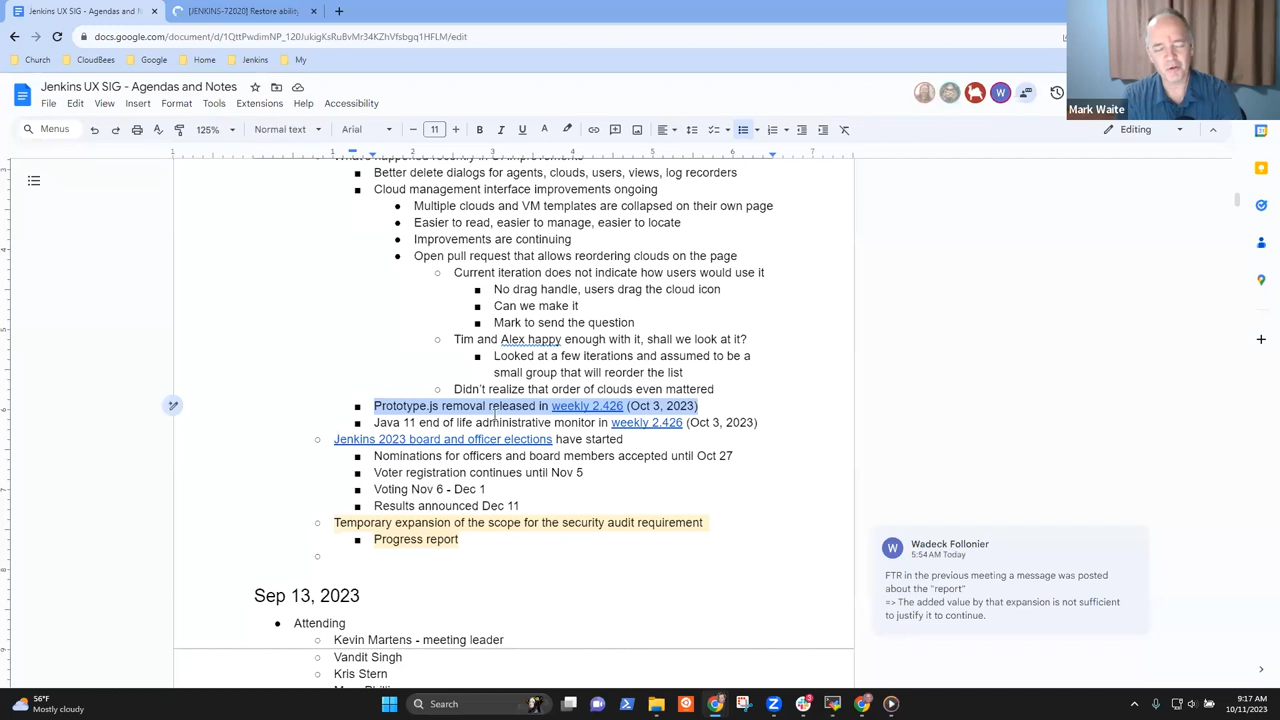 Jenkins UX SIG - Agendas and N
[JENKINS-72020] Restore ability
docs.google.com/document/d/1QttPwdimNP_120JukigKsRuBvMr34KZhVfsbgq1HFLM/edit
Church
CloudBees
Google
Home
Jenkins
My
Jenkins UX SIG - Agendas and Notes
File
Edit
View
Insert
Format
Tools
Extensions
Help
Accessibility
Mark Waite
Menus
125%
Normal text
Arial
11
Editing
Better delete dialogs for agents, clouds, users, views, log recorders
Cloud management interface improvements ongoing
Multiple clouds and VM templates are collapsed on their own page
Easier to read, easier to manage, easier to locate
Improvements are continuing
Open pull request that allows reordering clouds on the page
Current iteration does not indicate how users would use it
No drag handle, users drag the cloud icon
Can we make it
Mark to send the question
Tim and Alex happy enough with it, shall we look at it?
Looked at a few iterations and assumed to be a
small group that will reorder the list
Didn't realize that order of clouds even mattered
Prototype.js removal released in weekly 2.426 (Oct 3, 2023)
Java 11 end of life administrative monitor in weekly 2.426 (Oct 3, 2023)
Jenkins 2023 board and officer elections have started
Nominations for officers and board members accepted until Oct 27
Voter registration continues until Nov 5
Voting Nov 6 - Dec 1
Results announced Dec 11
Temporary expansion of the scope for the security audit requirement
Progress report
Wadeck Follonier
5:54 AM Today
FTR in the previous meeting a message was posted
about the "report"
=> The added value by that expansion is not sufficient
to justify it to continue.
Sep 13, 2023
Attending
Kevin Martens - meeting leader
Vandit Singh
Kris Stern
56°F
Mostly cloudy
Search
9:17 AM
10/11/2023